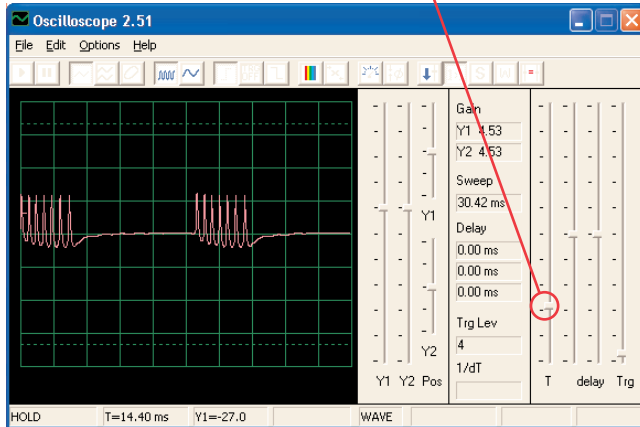 Oscilloscope 2.51
File Edit Options Help
Gain
Y1 4.53
Y2 4.53
Sweep
30.42 ms
Y1
Delay
0.00 ms
0.00 ms
0.00 ms
Trg Lev
4
Y2
1/dT
Y1 Y2 Pos
T delay Trg
HOLD T=14.40 ms Y1=-27.0 WAVE